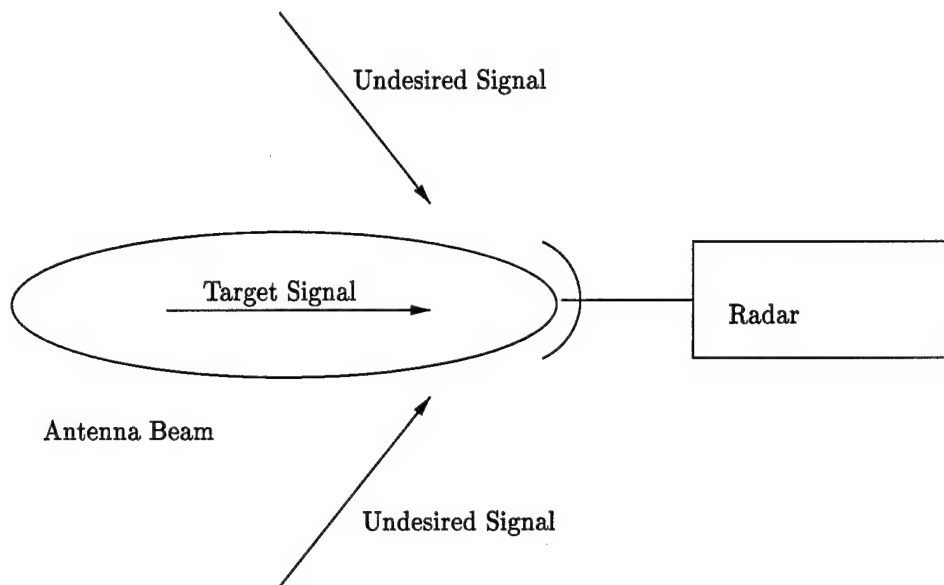 Undesired Signal
Target Signal
Radar
Antenna Beam
Undesired Signal